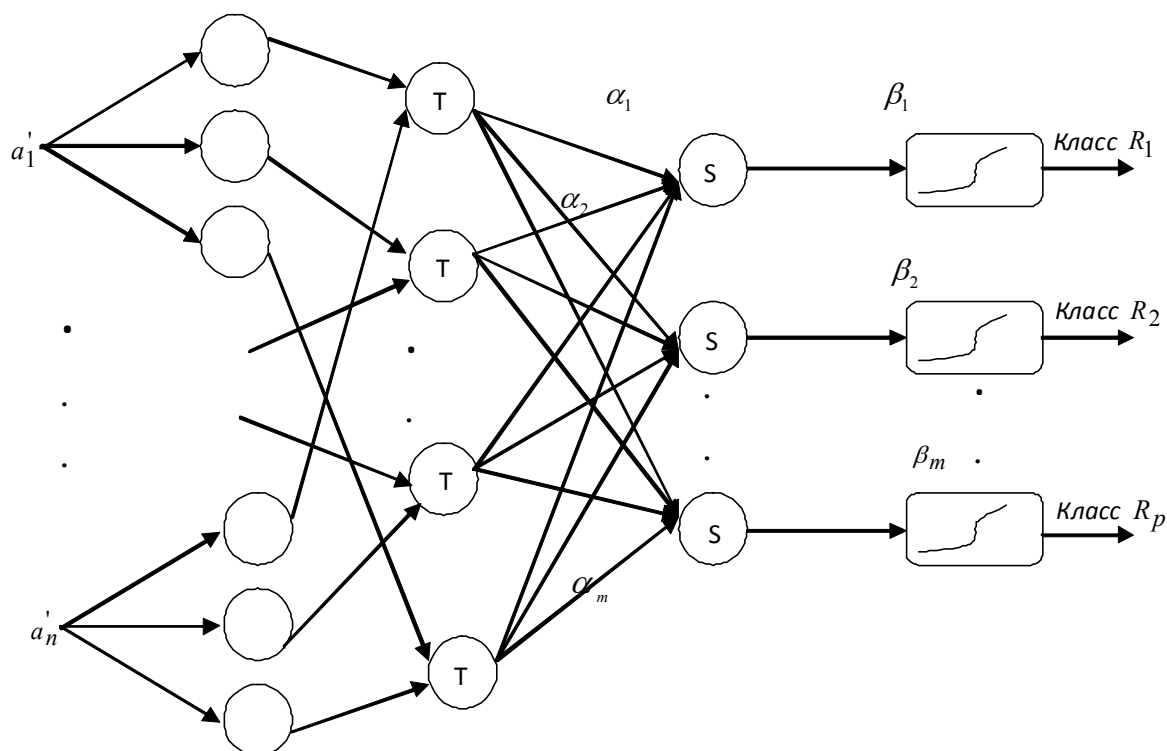 α₁
β₁
T
a'₁
S
Класс R₁
α₂
T
β₂
S
Класс R₂
T
βₘ
S
Класс Rₚ
αₘ
a'ₙ
T